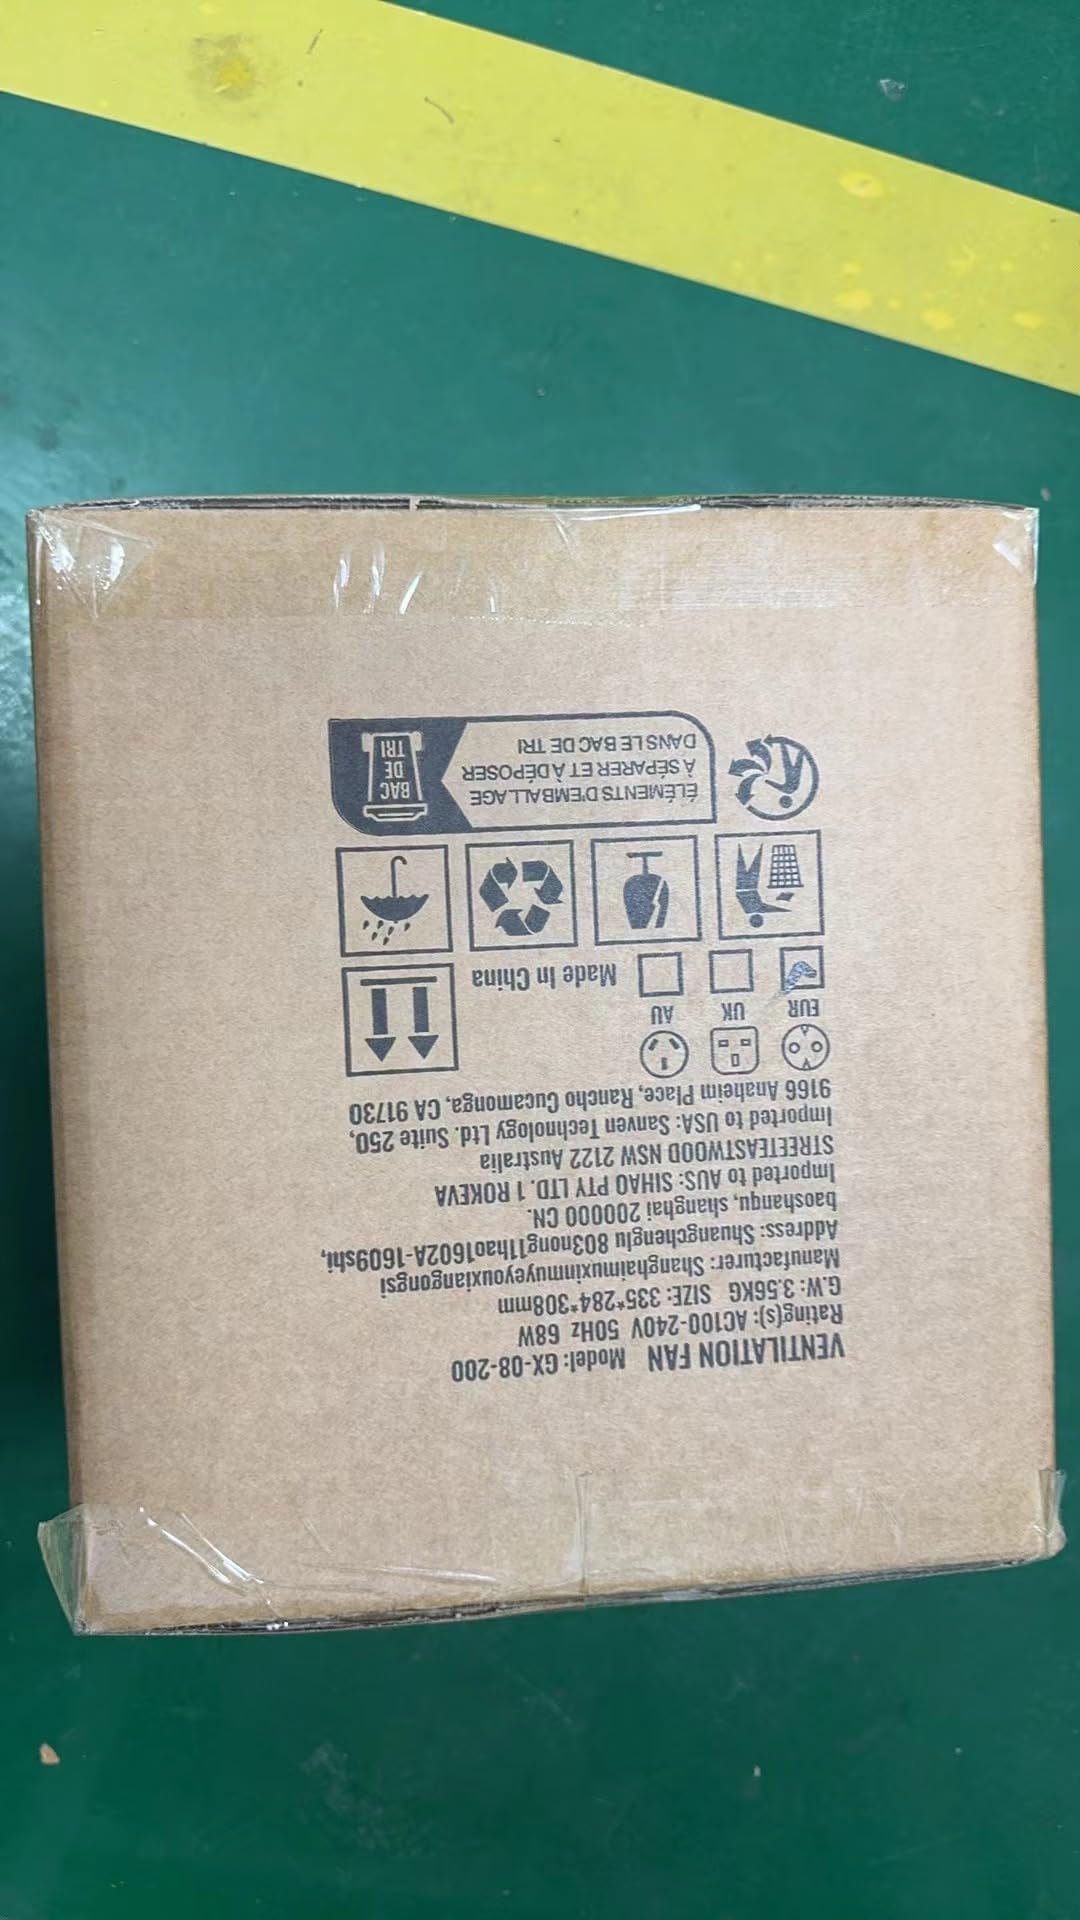 VENTILATION FAN Model: GX-08-200
Rating(s): AC100-240V 50Hz 68W
G.W: 3.56KG SIZE: 335*284*308mm
Manufacturer: Shanghaimuxinmuyeyouxiangongsi
Address: Shuangchenglu 803nong11hao1602A-1609shi,
baoshanqu, shanghai 200000 CN.
Imported to AUS: SIHAO PTY LTD. 1 ROKEVA
STREETEASTWOOD NSW 2122 Australia
Imported to USA: Sanven Technology Ltd. Suite 250,
9166 Anaheim Place, Rancho Cucamonga, CA 91730
EUR UK AU
Made In China
ÉLÉMENTS D'EMBALLAGE
À SÉPARER ET À DÉPOSER
DANS LE BAC DE TRI
BAC
DE
TRI